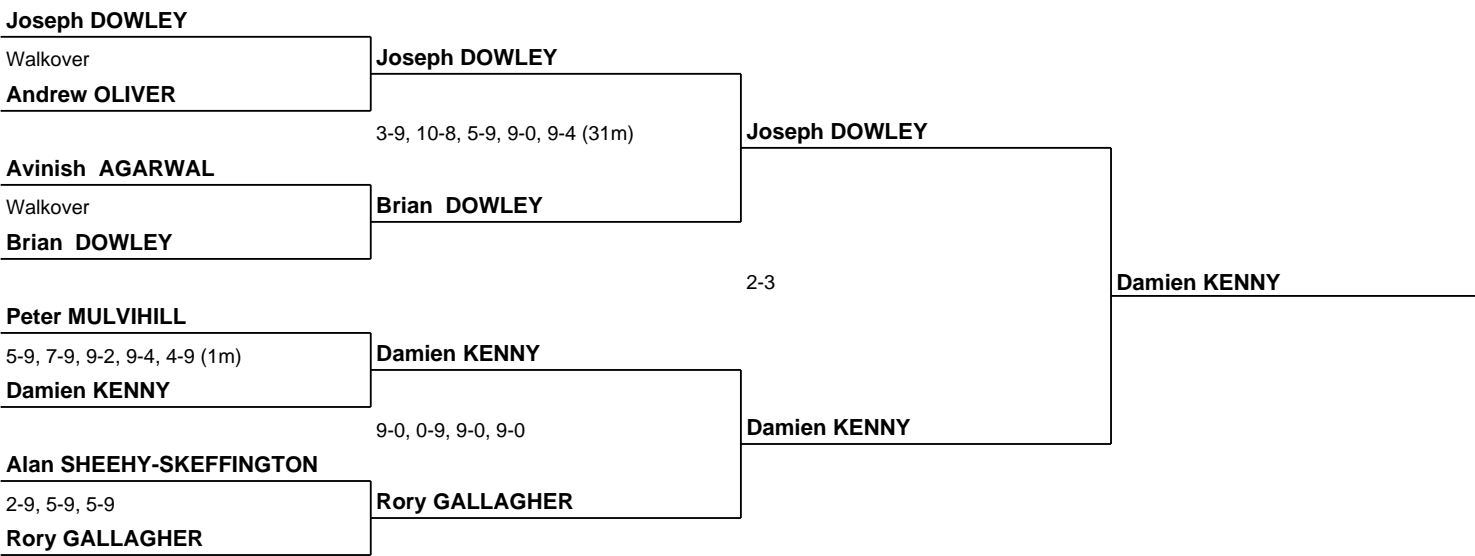 Joseph DOWLEY
Walkover
Joseph DOWLEY
Andrew OLIVER
3-9, 10-8, 5-9, 9-0, 9-4 (31m)
Joseph DOWLEY
Avinish  AGARWAL
Walkover
Brian  DOWLEY
Brian  DOWLEY
2-3
Damien KENNY
Peter MULVIHILL
5-9, 7-9, 9-2, 9-4, 4-9 (1m)
Damien KENNY
Damien KENNY
9-0, 0-9, 9-0, 9-0
Damien KENNY
Alan SHEEHY-SKEFFINGTON
2-9, 5-9, 5-9
Rory GALLAGHER
Rory GALLAGHER